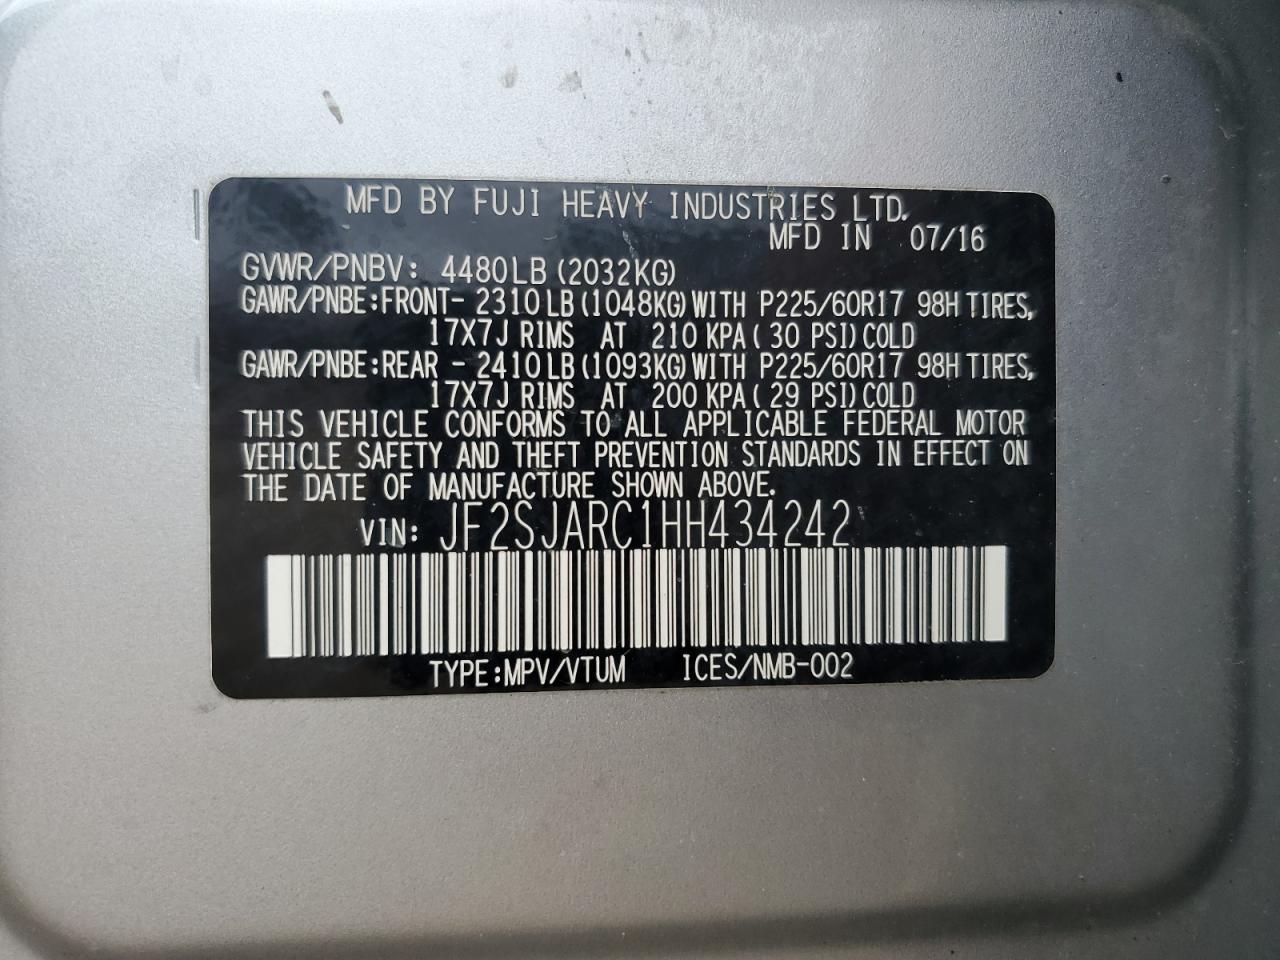 MFD BY FUJI HEAVY INDUSTRIES LTD.
MFD IN 07/16
GVWR/PNBV: 4480LB(2032KG)
GAWR/PNBE:FRONT- 2310LB(1048KG)WITH P225/60R17 98H TIRES,
17X7J RIMS AT 210 KPA(30 PSI)COLD
GAWR/PNBE:REAR - 2410LB(1093KG)WITH P225/60R17 98H TIRES,
17X7J RIMS AT 200 KPA(29 PSI)COLD
THIS VEHICLE CONFORMS TO ALL APPLICABLE FEDERAL MOTOR
VEHICLE SAFETY AND THEFT PREVENTION STANDARDS IN EFFECT ON
THE DATE OF MANUFACTURE SHOWN ABOVE.
VIN: JF2SJARC1HH434242
TYPE:MPV/VTUM ICES/NMB-002